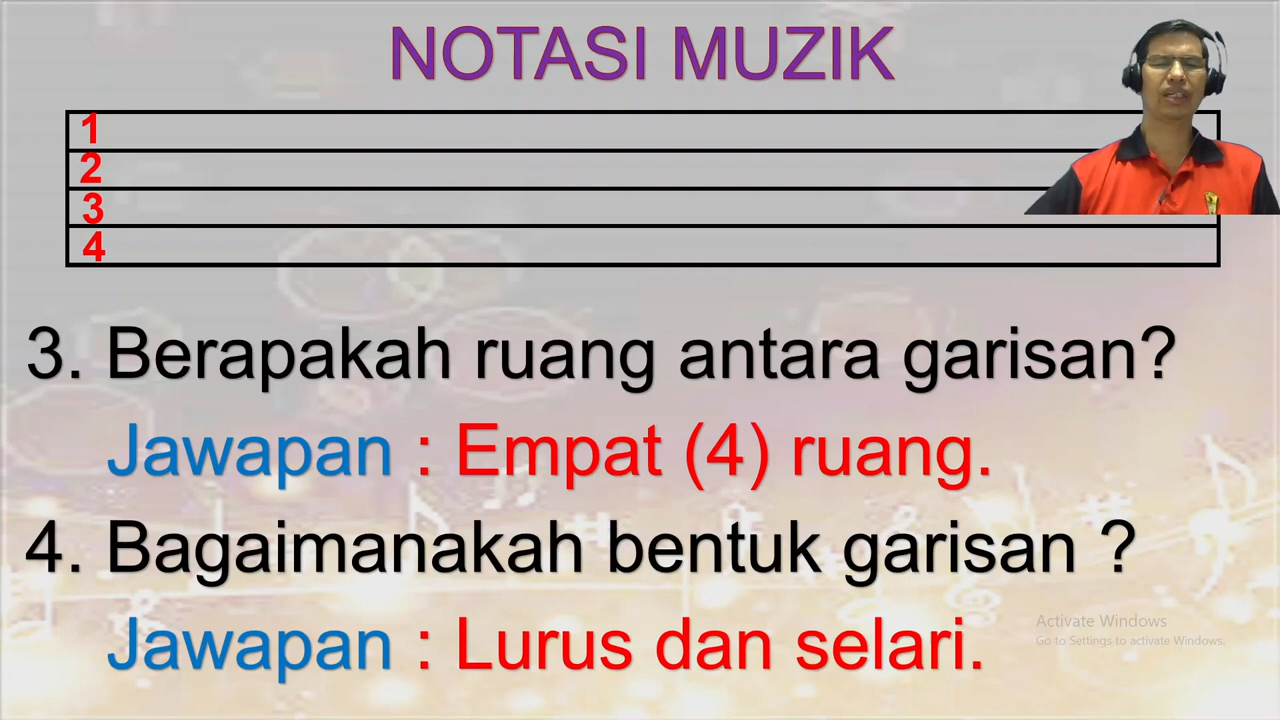 NOTASI MUZIK
1
2
3
4
3. Berapakah ruang antara garisan?
Jawapan : Empat (4) ruang.
4. Bagaimanakah bentuk garisan ?
Jawapan : Lurus dan selari.
Activate Windows
Go to Settings to activate Windows.